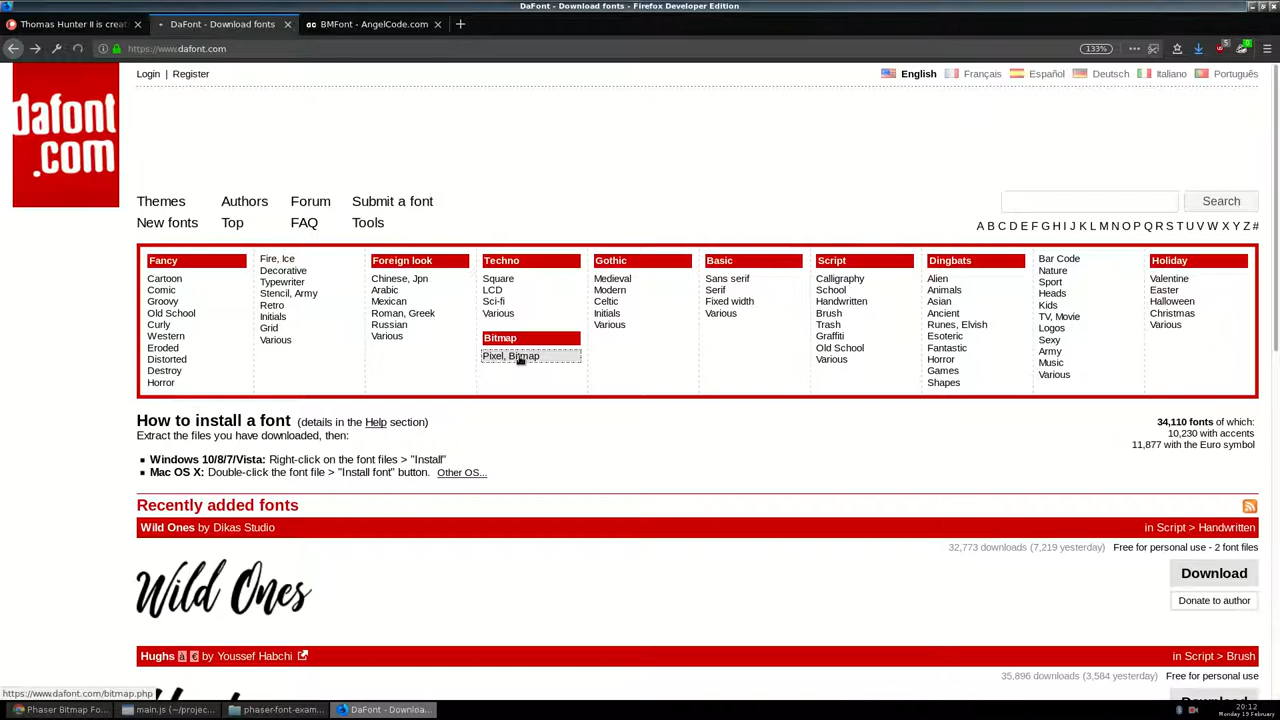 DaFont - Download fonts - Firefox Developer Edition
Thomas Hunter II is creat
DaFont - Download fonts
BMFont - AngelCode.com
https://www.dafont.com
133%
dafont
.com
Login | Register
English Français Español Deutsch Italiano Português
Themes Authors Forum Submit a font
New fonts Top FAQ Tools
Search
A B C D E F G H I J K L M N O P Q R S T U V W X Y Z #
Fancy
Cartoon
Comic
Groovy
Old School
Curly
Western
Eroded
Distorted
Destroy
Horror
Fire, Ice
Decorative
Typewriter
Stencil, Army
Retro
Initials
Grid
Various
Foreign look
Chinese, Jpn
Arabic
Mexican
Roman, Greek
Russian
Various
Techno
Square
LCD
Sci-fi
Various
Bitmap
Pixel, Bitmap
Gothic
Medieval
Modern
Celtic
Initials
Various
Basic
Sans serif
Serif
Fixed width
Various
Script
Calligraphy
School
Handwritten
Brush
Trash
Graffiti
Old School
Various
Dingbats
Alien
Animals
Asian
Ancient
Runes, Elvish
Esoteric
Fantastic
Horror
Games
Shapes
Bar Code
Nature
Sport
Heads
Kids
TV, Movie
Logos
Sexy
Army
Music
Various
Holiday
Valentine
Easter
Halloween
Christmas
Various
How to install a font (details in the Help section)
Extract the files you have downloaded, then:
Windows 10/8/7/Vista: Right-click on the font files > "Install"
Mac OS X: Double-click the font file > "Install font" button. Other OS...
34,110 fonts of which:
10,230 with accents
11,877 with the Euro symbol
Recently added fonts
Wild Ones by Dikas Studio in Script > Handwritten
32,773 downloads (7,219 yesterday) Free for personal use - 2 font files
Wild Ones
Download
Donate to author
Hughs à € by Youssef Habchi in Script > Brush
35,896 downloads (3,584 yesterday) Free for personal use
https://www.dafont.com/bitmap.php
Phaser Bitmap Fo...
main.js (~/projec...
phaser-font-exam...
DaFont - Downloa...
20:12
Monday 19 February